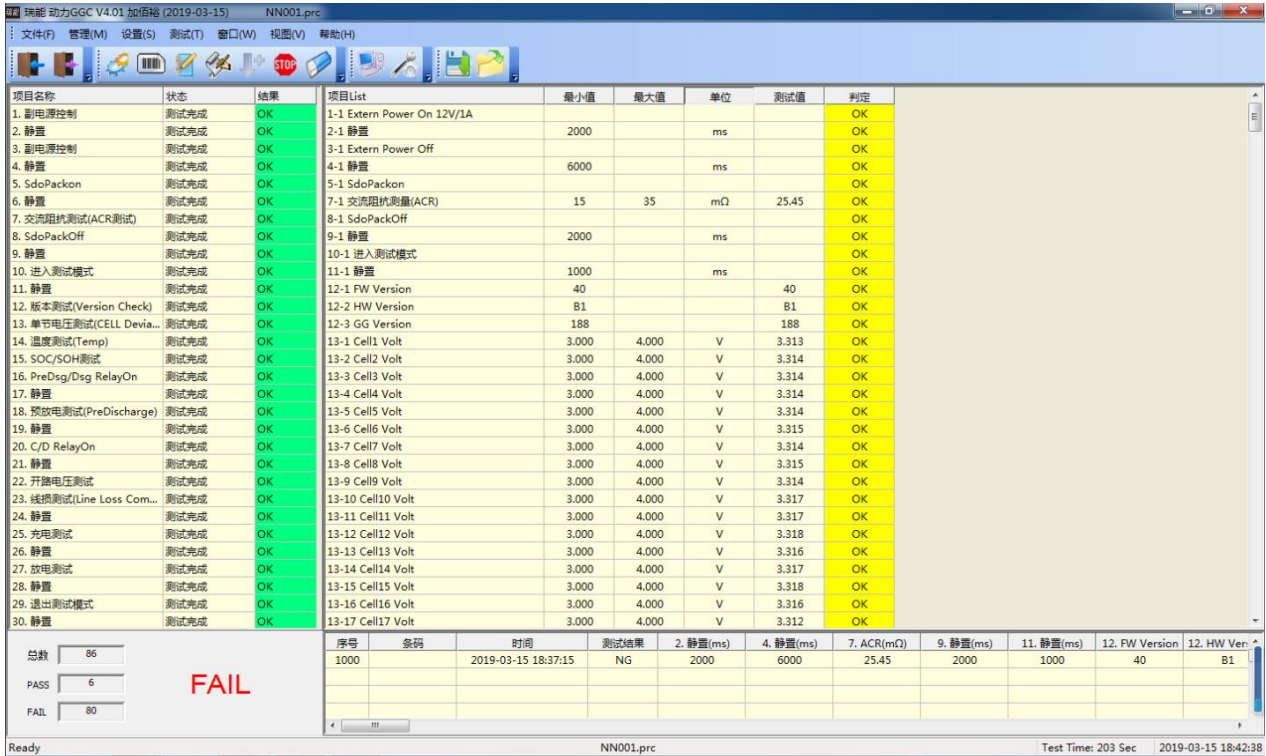 瑞能 动力GGC V4.01 加佰裕 (2019-03-15) NN001.prc
文件(F) 管理(M) 设置(S) 测试(T) 窗口(W) 视图(V) 帮助(H)
STOP
项目名称 状态 结果
1. 副电源控制 测试完成 OK
2. 静置 测试完成 OK
3. 副电源控制 测试完成 OK
4. 静置 测试完成 OK
5. SdoPackon 测试完成 OK
6. 静置 测试完成 OK
7. 交流阻抗测试(ACR测试) 测试完成 OK
8. SdoPackOff 测试完成 OK
9. 静置 测试完成 OK
10. 进入测试模式 测试完成 OK
11. 静置 测试完成 OK
12. 版本测试(Version Check) 测试完成 OK
13. 单节电压测试(CELL Devia... 测试完成 OK
14. 温度测试(Temp) 测试完成 OK
15. SOC/SOH测试 测试完成 OK
16. PreDsg/Dsg RelayOn 测试完成 OK
17. 静置 测试完成 OK
18. 预放电测试(PreDischarge) 测试完成 OK
19. 静置 测试完成 OK
20. C/D RelayOn 测试完成 OK
21. 静置 测试完成 OK
22. 开路电压测试 测试完成 OK
23. 线损测试(Line Loss Com... 测试完成 OK
24. 静置 测试完成 OK
25. 充电测试 测试完成 OK
26. 静置 测试完成 OK
27. 放电测试 测试完成 OK
28. 静置 测试完成 OK
29. 退出测试模式 测试完成 OK
30. 静置 测试完成 OK
项目List 最小值 最大值 单位 测试值 判定
1-1 Extern Power On 12V/1A OK
2-1 静置 2000 ms OK
3-1 Extern Power Off OK
4-1 静置 6000 ms OK
5-1 SdoPackon OK
7-1 交流阻抗测量(ACR) 15 35 mΩ 25.45 OK
8-1 SdoPackOff OK
9-1 静置 2000 ms OK
10-1 进入测试模式 OK
11-1 静置 1000 ms OK
12-1 FW Version 40 40 OK
12-2 HW Version B1 B1 OK
12-3 GG Version 188 188 OK
13-1 Cell1 Volt 3.000 4.000 V 3.313 OK
13-2 Cell2 Volt 3.000 4.000 V 3.314 OK
13-3 Cell3 Volt 3.000 4.000 V 3.314 OK
13-4 Cell4 Volt 3.000 4.000 V 3.314 OK
13-5 Cell5 Volt 3.000 4.000 V 3.314 OK
13-6 Cell6 Volt 3.000 4.000 V 3.315 OK
13-7 Cell7 Volt 3.000 4.000 V 3.314 OK
13-8 Cell8 Volt 3.000 4.000 V 3.315 OK
13-9 Cell9 Volt 3.000 4.000 V 3.314 OK
13-10 Cell10 Volt 3.000 4.000 V 3.317 OK
13-11 Cell11 Volt 3.000 4.000 V 3.317 OK
13-12 Cell12 Volt 3.000 4.000 V 3.318 OK
13-13 Cell13 Volt 3.000 4.000 V 3.316 OK
13-14 Cell14 Volt 3.000 4.000 V 3.317 OK
13-15 Cell15 Volt 3.000 4.000 V 3.318 OK
13-16 Cell16 Volt 3.000 4.000 V 3.316 OK
13-17 Cell17 Volt 3.000 4.000 V 3.312 OK
总数 86
PASS 6
FAIL 80
FAIL
序号 条码 时间 测试结果 2. 静置(ms) 4. 静置(ms) 7. ACR(mΩ) 9. 静置(ms) 11. 静置(ms) 12. FW Version 12. HW Ver
1000 2019-03-15 18:37:15 NG 2000 6000 25.45 2000 1000 40 B1
Ready NN001.prc Test Time: 203 Sec 2019-03-15 18:42:38